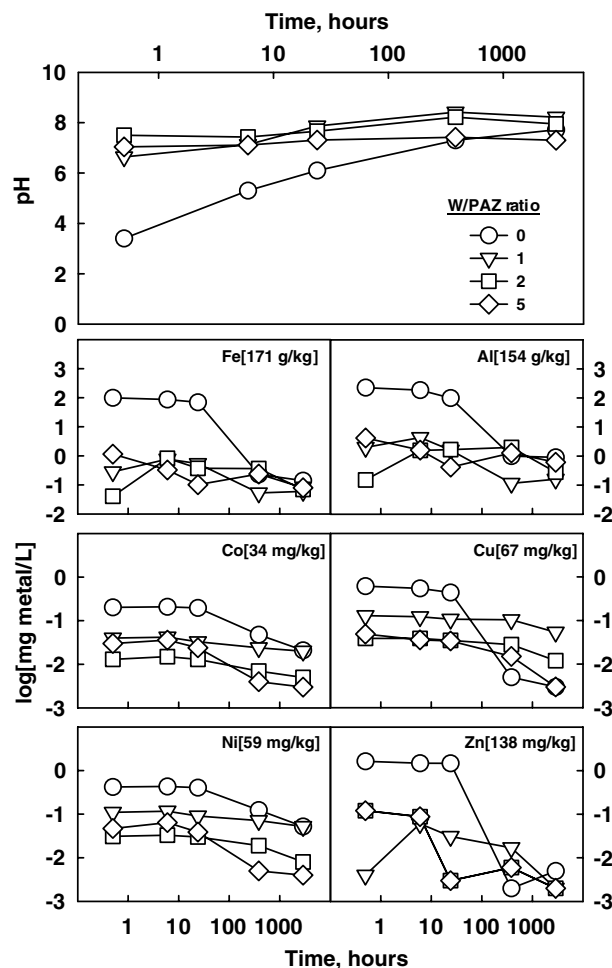 Time, hours
1 10 100 1000
10
8
6
4
2
0
pH
W/PAZ ratio
0
1
2
5
Fe[171 g/kg] Al[154 g/kg]
2 2
1 1
0 0
-1 -1
-2 -2
Co[34 mg/kg] Cu[67 mg/kg]
0 0
-1 -1
-2 -2
-3 -3
log[mg metal/L]
Ni[59 mg/kg] Zn[138 mg/kg]
0 0
-1 -1
-2 -2
-3 -3
1 10 100 1000 1 10 100 1000
Time, hours